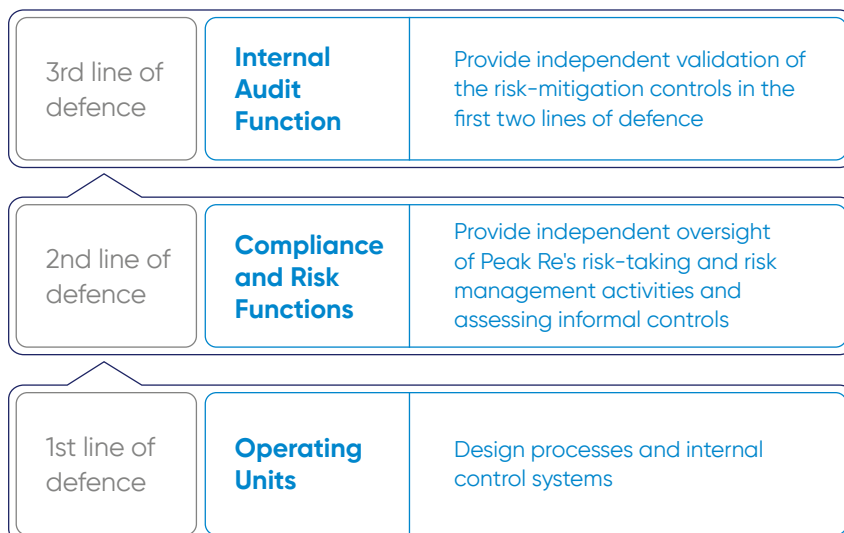 3rd line of
defence
Internal
Audit
Function
Provide independent validation of
the risk-mitigation controls in the
first two lines of defence
2nd line of
defence
Compliance
and Risk
Functions
Provide independent oversight
of Peak Re's risk-taking and risk
management activities and
assessing informal controls
1st line of
defence
Operating
Units
Design processes and internal
control systems